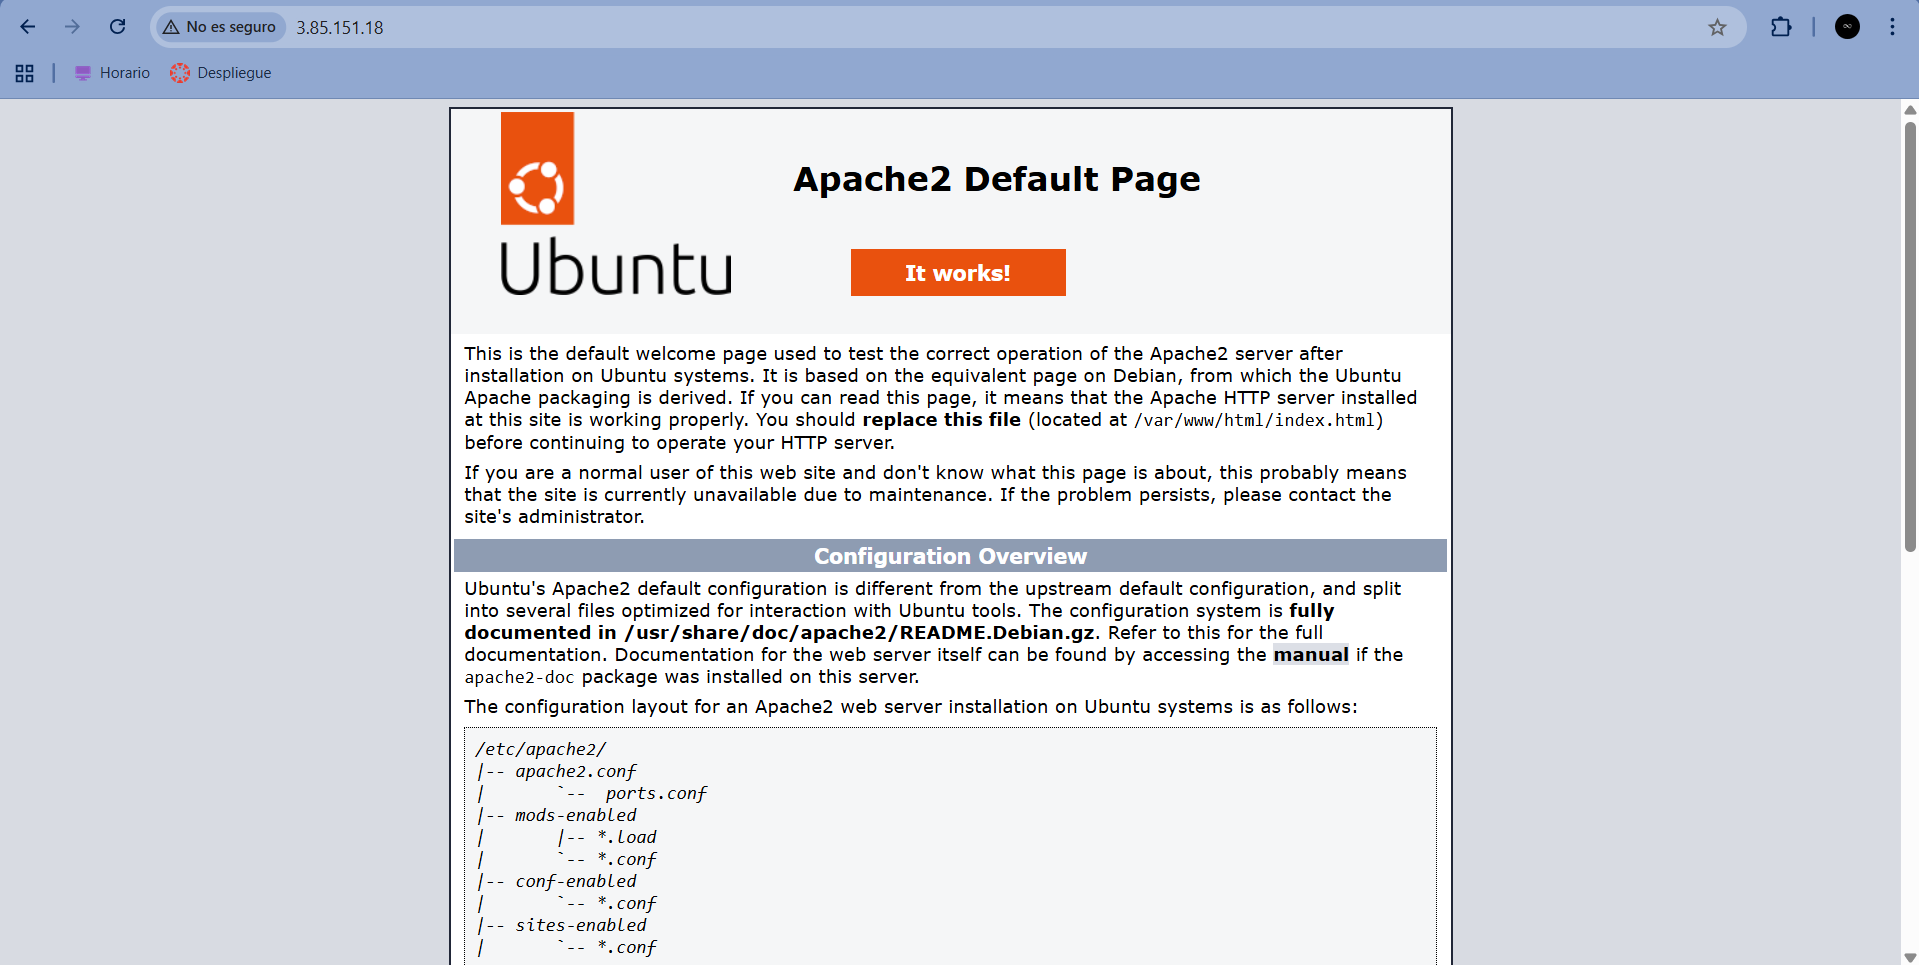 No es seguro
3.85.151.18
Horario
Despliegue
Ubuntu
Apache2 Default Page
It works!
This is the default welcome page used to test the correct operation of the Apache2 server after
installation on Ubuntu systems. It is based on the equivalent page on Debian, from which the Ubuntu
Apache packaging is derived. If you can read this page, it means that the Apache HTTP server installed
at this site is working properly. You should replace this file (located at /var/www/html/index.html)
before continuing to operate your HTTP server.
If you are a normal user of this web site and don't know what this page is about, this probably means
that the site is currently unavailable due to maintenance. If the problem persists, please contact the
site's administrator.
Configuration Overview
Ubuntu's Apache2 default configuration is different from the upstream default configuration, and split
into several files optimized for interaction with Ubuntu tools. The configuration system is fully
documented in /usr/share/doc/apache2/README.Debian.gz. Refer to this for the full
documentation. Documentation for the web server itself can be found by accessing the manual if the
apache2-doc package was installed on this server.
The configuration layout for an Apache2 web server installation on Ubuntu systems is as follows:
/etc/apache2/
|-- apache2.conf
|       `--  ports.conf
|-- mods-enabled
|       |-- *.load
|       `-- *.conf
|-- conf-enabled
|       `-- *.conf
|-- sites-enabled
|       `-- *.conf